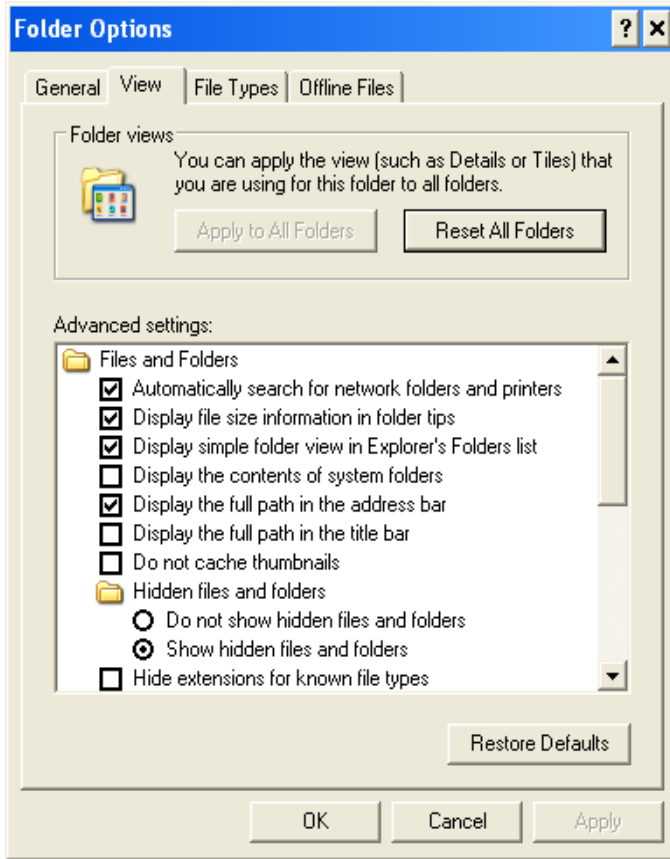 Folder Options
General View File Types Offline Files
Folder views
You can apply the view (such as Details or Tiles) that
you are using for this folder to all folders.
Apply to All Folders Reset All Folders
Advanced settings:
Files and Folders
Automatically search for network folders and printers
Display file size information in folder tips
Display simple folder view in Explorer's Folders list
Display the contents of system folders
Display the full path in the address bar
Display the full path in the title bar
Do not cache thumbnails
Hidden files and folders
Do not show hidden files and folders
Show hidden files and folders
Hide extensions for known file types
Restore Defaults
OK Cancel Apply